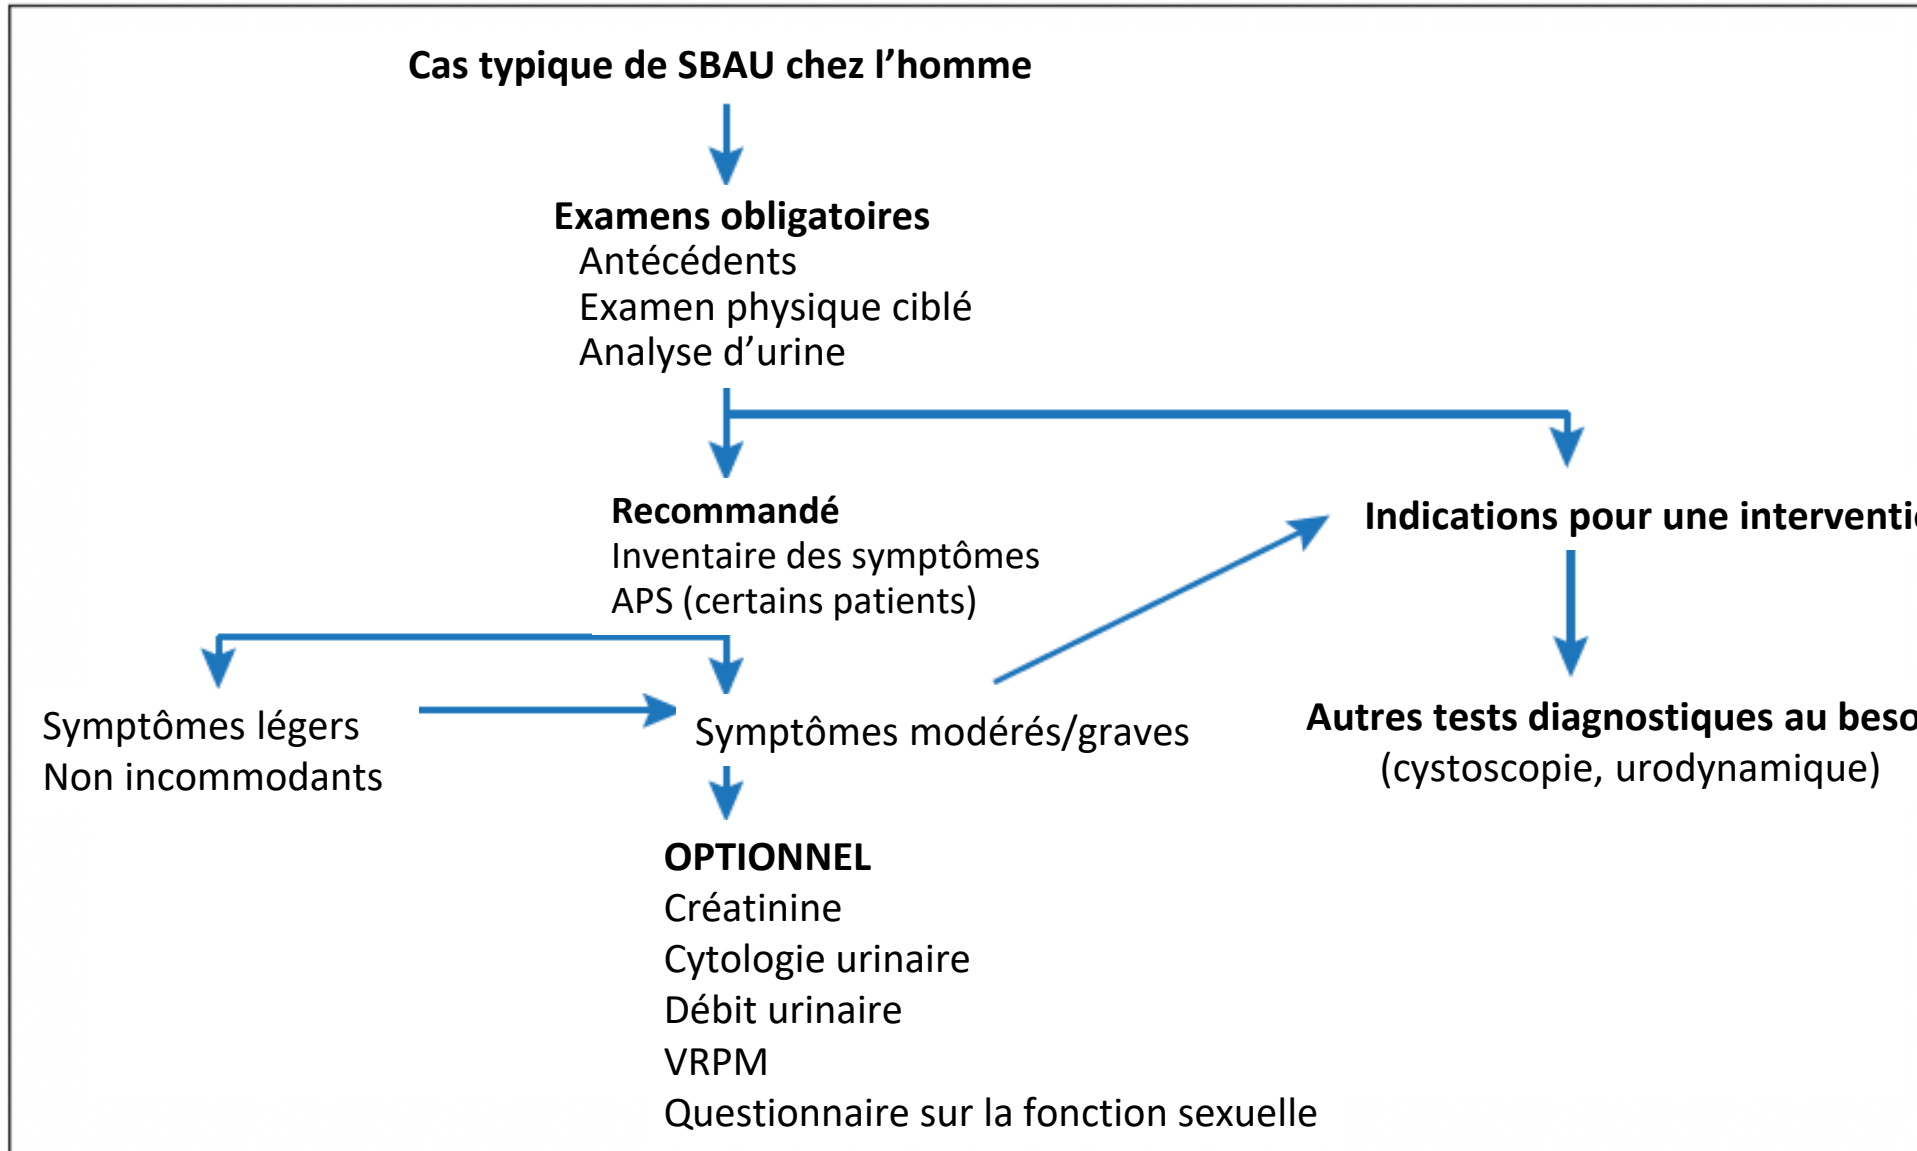 Cas typique de SBAU chez l’homme
Examens obligatoires
Antécédents
Examen physique ciblé
Analyse d’urine
Recommandé
Inventaire des symptômes
APS (certains patients)
Indications pour une
Symptômes légers
Non incommodants
Symptômes modérés/graves
Autres tests diagnostiques au
(cystoscopie, urodynamique)
OPTIONNEL
Créatinine
Cytologie urinaire
Débit urinaire
VRPM
Questionnaire sur la fonction sexuelle